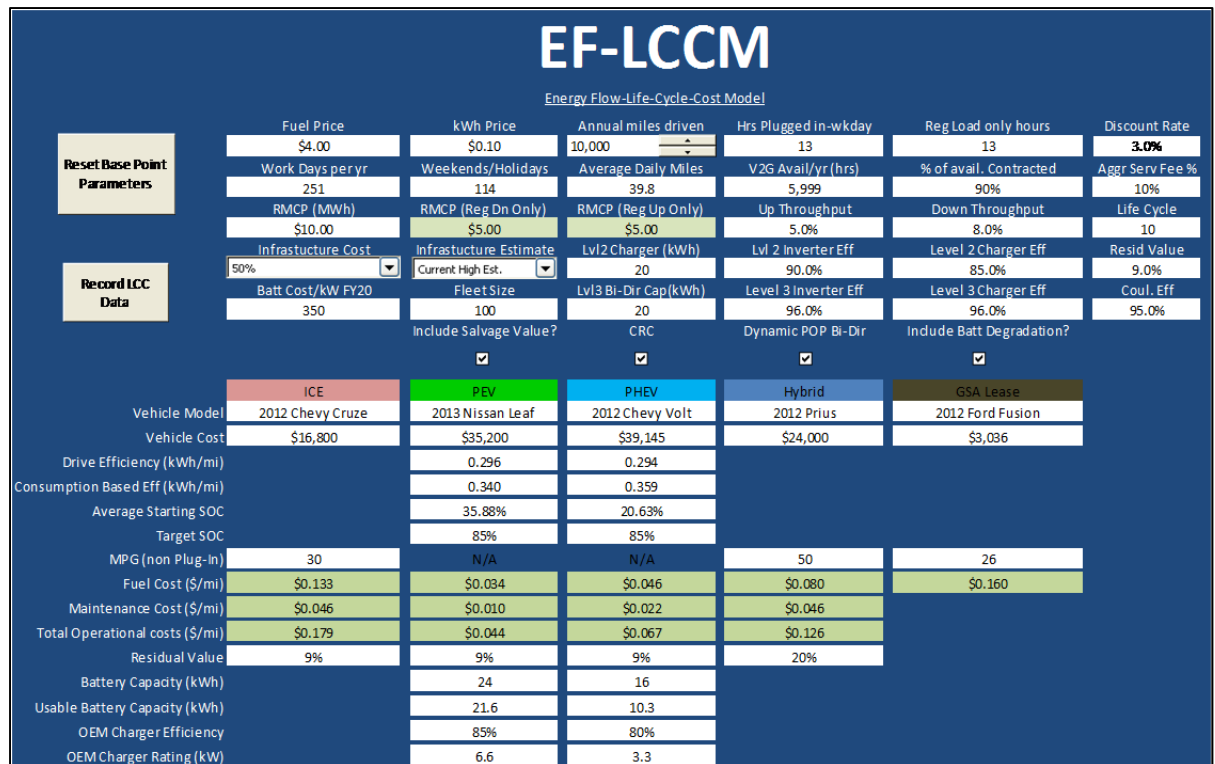 EF-LCCM
Energy Flow-Life-Cycle-Cost Model
Fuel Price kWh Price Annual miles driven Hrs Plugged in-wkday Reg Load only hours Discount Rate
$4.00 $0.10 10,000 13 13 3.0%
Reset Base Point Parameters
Work Days per yr Weekends/Holidays Average Daily Miles V2G Avail/yr (hrs) % of avail. Contracted Aggr Serv Fee %
251 114 39.8 5,999 90% 10%
RMCP (MWh) RMCP (Reg Dn Only) RMCP (Reg Up Only) Up Throughput Down Throughput Life Cycle
$10.00 $5.00 $5.00 5.0% 8.0% 10
Infrastucture Cost Infrastucture Estimate Lvl2 Charger (kWh) Lvl 2 Inverter Eff Level 2 Charger Eff Resid Value
50% Current High Est. 20 90.0% 85.0% 9.0%
Record LCC Data
Batt Cost/kW FY20 Fleet Size Lvl3 Bi-Dir Cap(kWh) Level 3 Inverter Eff Level 3 Charger Eff Coul. Eff
350 100 20 96.0% 96.0% 95.0%
Include Salvage Value? CRC Dynamic POP Bi-Dir Include Batt Degradation?
ICE PEV PHEV Hybrid GSA Lease
Vehicle Model 2012 Chevy Cruze 2013 Nissan Leaf 2012 Chevy Volt 2012 Prius 2012 Ford Fusion
Vehicle Cost $16,800 $35,200 $39,145 $24,000 $3,036
Drive Efficiency (kWh/mi) 0.296 0.294
Consumption Based Eff (kWh/mi) 0.340 0.359
Average Starting SOC 35.88% 20.63%
Target SOC 85% 85%
MPG (non Plug-In) 30 N/A N/A 50 26
Fuel Cost ($/mi) $0.133 $0.034 $0.046 $0.080 $0.160
Maintenance Cost ($/mi) $0.046 $0.010 $0.022 $0.046
Total Operational costs ($/mi) $0.179 $0.044 $0.067 $0.126
Residual Value 9% 9% 9% 20%
Battery Capacity (kWh) 24 16
Usable Battery Capacity (kWh) 21.6 10.3
OEM Charger Efficiency 85% 80%
OEM Charger Rating (kW) 6.6 3.3